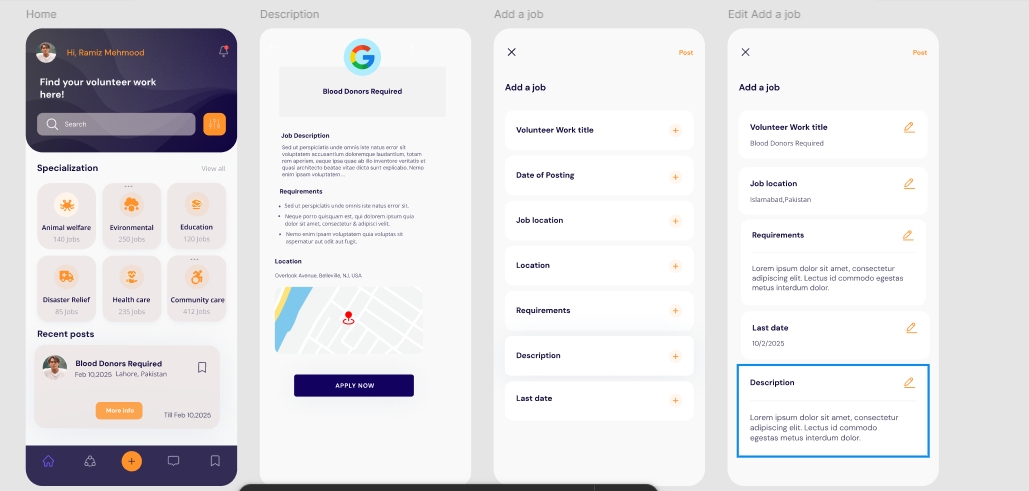 Home
Hi, Ramiz Mehmood
Find your volunteer work
here!
Search
Specialization
View all
Animal welfare
140 Jobs
Evironmental
250 Jobs
Education
120 Jobs
Disaster Relief
85 Jobs
Health care
235 Jobs
Community care
412 Jobs
Recent posts
Blood Donors Required
Feb 10,2025 Lahore, Pakistan
More info
Till Feb 10,2025
Description
Blood Donors Required
Job Description
Sed ut perspiciatis unde omnis iste natus error sit
voluptatem accusantium doloremque laudantium, totam
rem aperiam, eaque ipsa quae ab illo inventore veritatis et
quasi architecto beatae vitae dicta sunt explicabo. Nemo
enim ipsam voluptatem...
Requirements
• Sed ut perspiciatis unde omnis iste natus error sit.
• Neque porro quisquam est, qui dolorem ipsum quia
dolor sit amet, consectetur & adipisci velit.
• Nemo enim ipsam voluptatem quia voluptas sit
aspernatur aut odit aut fugit.
Location
Overlook Avenue, Belleville, NJ, USA
APPLY NOW
Add a job
Post
Add a job
Volunteer Work title
Date of Posting
Job location
Location
Requirements
Description
Last date
Edit Add a job
Post
Add a job
Volunteer Work title
Blood Donors Required
Job location
Islamabad,Pakistan
Requirements
Lorem ipsum dolor sit amet, consectetur
adipiscing elit. Lectus id commodo egestas
metus interdum dolor.
Last date
10/2/2025
Description
Lorem ipsum dolor sit amet, consectetur
adipiscing elit. Lectus id commodo
egestas metus interdum dolor.